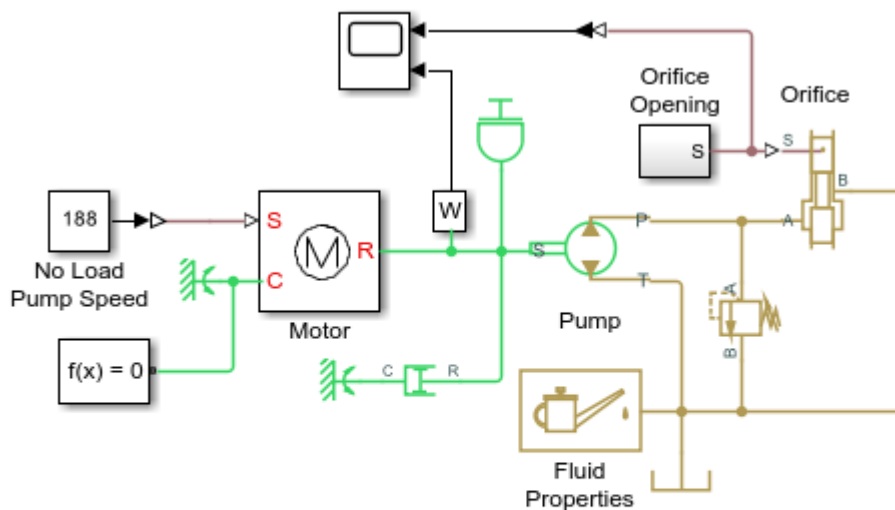 Orifice
Opening
Orifice
S
S
B
A
188
No Load
Pump Speed
S
C
R
M
Motor
W
S
P
T
Pump
A
B
f(x) = 0
C
R
Fluid
Properties